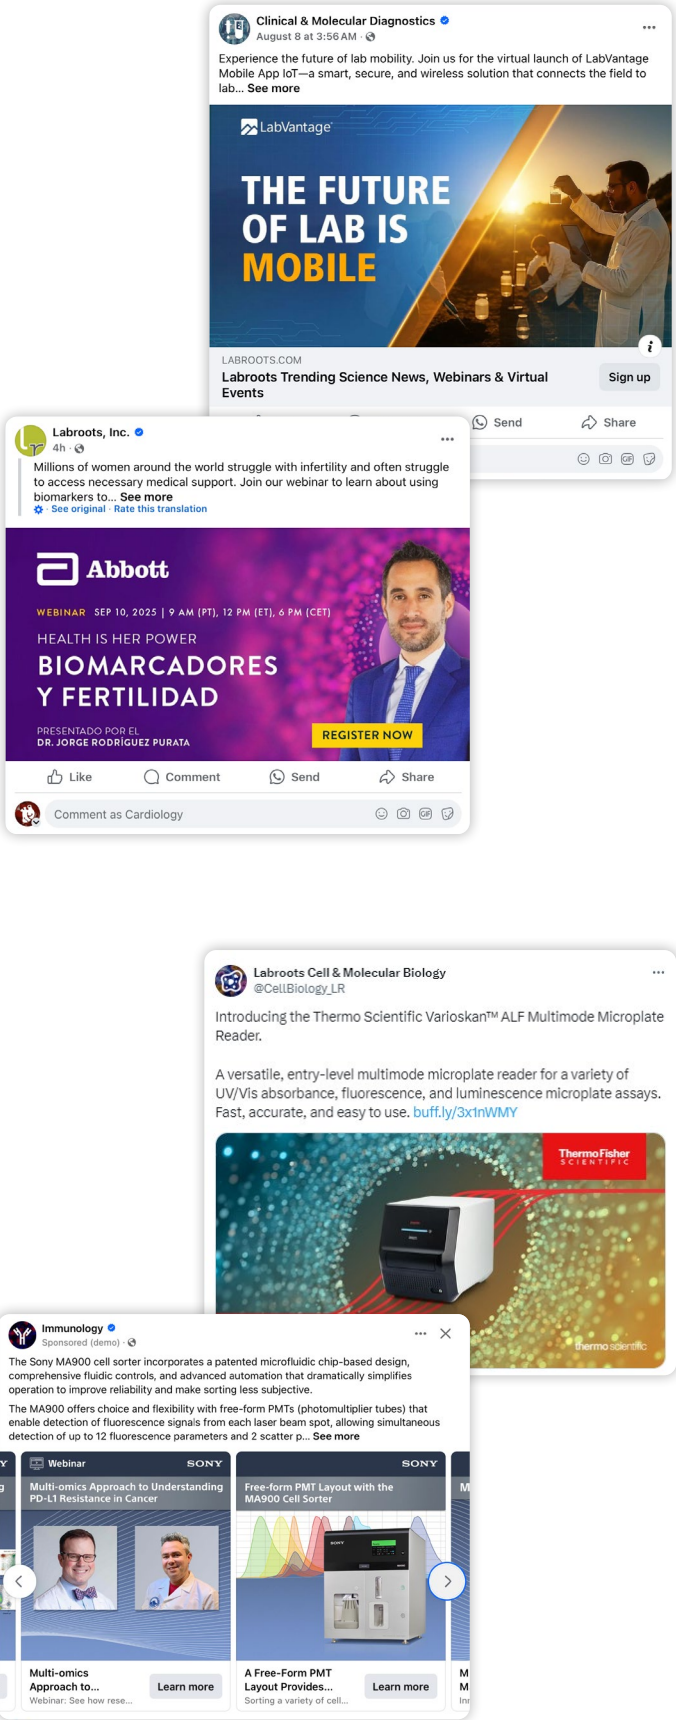 Clinical & Molecular Diagnostics
August 8 at 3:56 AM ·
Experience the future of lab mobility. Join us for the virtual launch of LabVantage
Mobile App IoT—a smart, secure, and wireless solution that connects the field to
lab... See more
LabVantage
THE FUTURE
OF LAB IS
MOBILE
LABROOTS.COM
Labroots Trending Science News, Webinars & Virtual
Events
Sign up
Send
Share
GIF
Labroots, Inc.
4h ·
Millions of women around the world struggle with infertility and often struggle
to access necessary medical support. Join our webinar to learn about using
biomarkers to... See more
· See original · Rate this translation
Abbott
WEBINAR SEP 10, 2025 | 9 AM (PT), 12 PM (ET), 6 PM (CET)
HEALTH IS HER POWER
BIOMARCADORES
Y FERTILIDAD
PRESENTADO POR EL
DR. JORGE RODRÍGUEZ PURATA
REGISTER NOW
Like
Comment
Send
Share
Comment as Cardiology
GIF
Labroots Cell & Molecular Biology
@CellBiology_LR
Introducing the Thermo Scientific Varioskan™ ALF Multimode Microplate
Reader.
A versatile, entry-level multimode microplate reader for a variety of
UV/Vis absorbance, fluorescence, and luminescence microplate assays.
Fast, accurate, and easy to use. buff.ly/3x1nWMY
ThermoFisher
SCIENTIFIC
thermo scientific
Immunology
Sponsored (demo) ·
The Sony MA900 cell sorter incorporates a patented microfluidic chip-based design,
comprehensive fluidic controls, and advanced automation that dramatically simplifies
operation to improve reliability and make sorting less subjective.
The MA900 offers choice and flexibility with free-form PMTs (photomultiplier tubes) that
enable detection of fluorescence signals from each laser beam spot, allowing simultaneous
detection of up to 12 fluorescence parameters and 2 scatter p... See more
Webinar
SONY
Multi-omics Approach to Understanding
PD-L1 Resistance in Cancer
Multi-omics
Approach to...
Webinar: See how rese...
Learn more
SONY
Free-form PMT Layout with the
MA900 Cell Sorter
SONY
A Free-Form PMT
Layout Provides...
Sorting a variety of cell...
Learn more